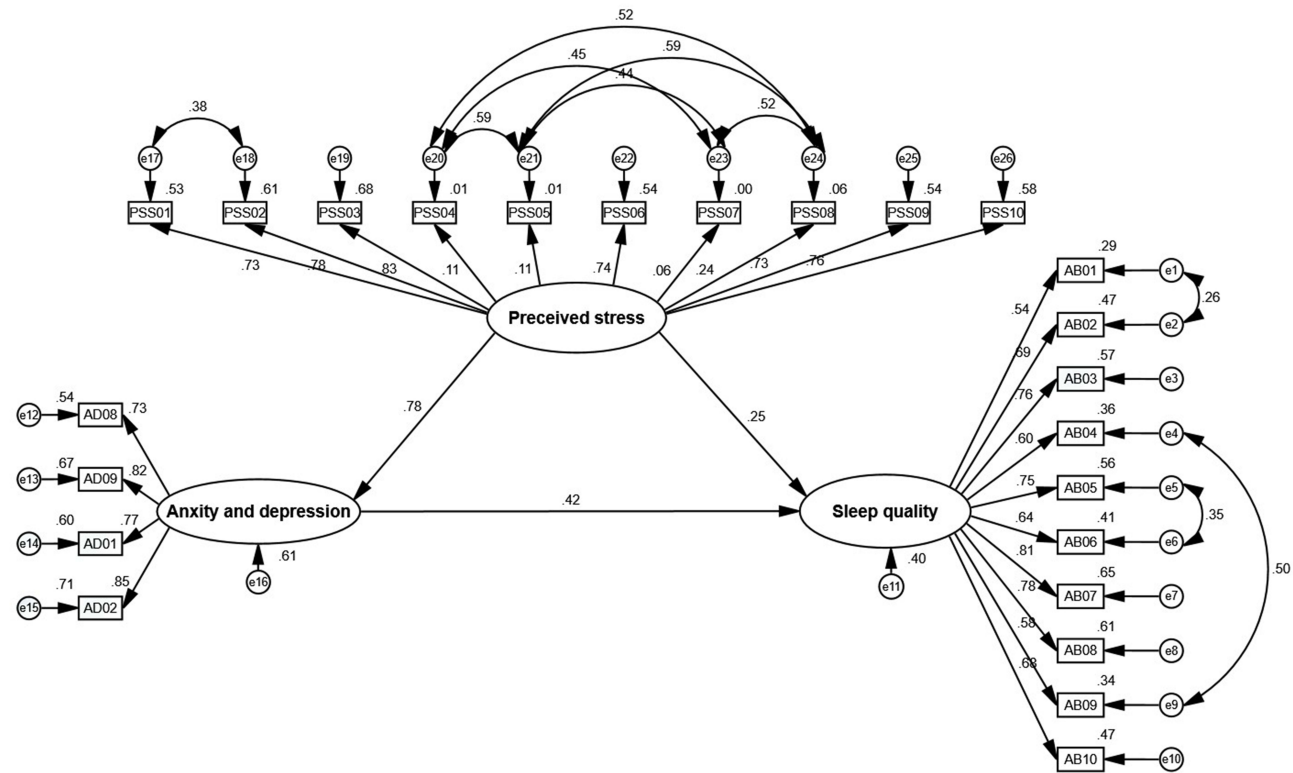 .52
.45
.59
.44
.38
.59
.52
e17
e18
e19
e20
e21
e22
e23
e24
e25
e26
.53
.61
.68
.01
.01
.54
.00
.06
.54
.58
PSS01
PSS02
PSS03
PSS04
PSS05
PSS06
PSS07
PSS08
PSS09
PSS10
.73
.78
.83
.11
.11
.74
.06
.24
.73
.76
Preceived stress
.78
.25
.42
e12
.54
AD08
.73
e13
.67
AD09
.82
e14
.60
AD01
.77
e15
.71
AD02
.85
Anxity and depression
.61
e16
Sleep quality
.40
e11
.54
.29
AB01
e1
.26
.69
.47
AB02
e2
.76
.57
AB03
e3
.60
.36
AB04
e4
.75
.56
AB05
e5
.35
.64
.41
AB06
e6
.50
.81
.65
AB07
e7
.78
.61
AB08
e8
.58
.34
AB09
e9
.68
.47
AB10
e10